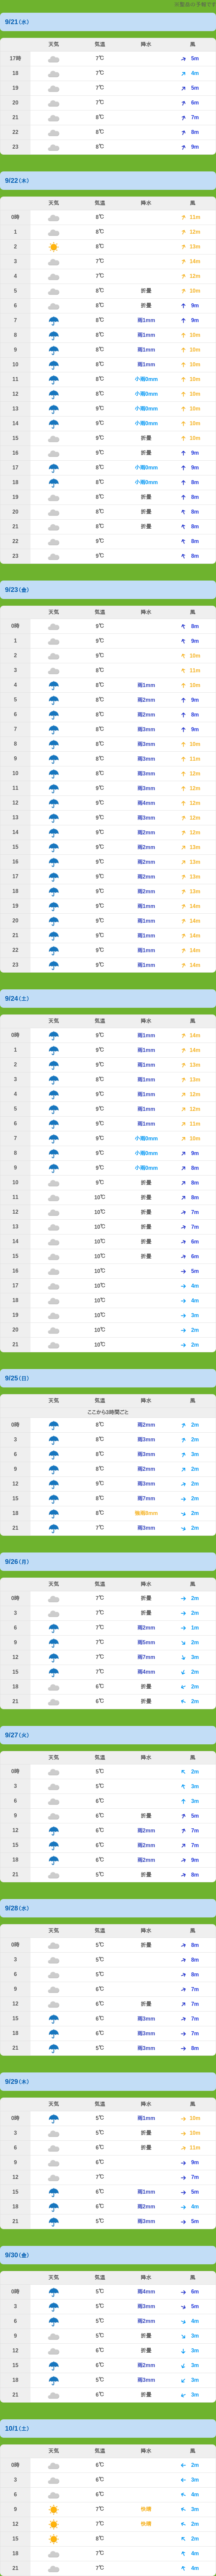 ※電泡の予報です
9/21(水)
天気 気温 降水 風
17時 7℃ 5m
18 7℃ 4m
19 7℃ 5m
20 7℃ 6m
21 8℃ 7m
22 8℃ 8m
23 8℃ 9m
9/22(木)
天気 気温 降水 風
0時 8℃ 11m
1 8℃ 12m
2 8℃ 13m
3 7℃ 14m
4 7℃ 12m
5 8℃ 折畳 10m
6 8℃ 折畳 9m
7 8℃ 雨1mm 9m
8 8℃ 雨1mm 10m
9 8℃ 雨1mm 10m
10 8℃ 雨1mm 10m
11 8℃ 小雨0mm 10m
12 8℃ 小雨0mm 10m
13 9℃ 小雨0mm 10m
14 9℃ 小雨0mm 10m
15 9℃ 折畳 10m
16 9℃ 折畳 9m
17 8℃ 小雨0mm 9m
18 8℃ 小雨0mm 8m
19 8℃ 折畳 8m
20 8℃ 折畳 8m
21 8℃ 折畳 8m
22 9℃ 8m
23 9℃ 8m
9/23(金)
天気 気温 降水 風
0時 9℃ 8m
1 9℃ 9m
2 9℃ 10m
3 8℃ 11m
4 8℃ 雨1mm 10m
5 8℃ 雨2mm 9m
6 8℃ 雨2mm 8m
7 8℃ 雨3mm 9m
8 8℃ 雨3mm 10m
9 8℃ 雨3mm 11m
10 8℃ 雨3mm 12m
11 9℃ 雨3mm 12m
12 9℃ 雨4mm 12m
13 9℃ 雨3mm 12m
14 9℃ 雨2mm 12m
15 9℃ 雨2mm 13m
16 9℃ 雨2mm 13m
17 9℃ 雨2mm 13m
18 9℃ 雨2mm 13m
19 9℃ 雨1mm 14m
20 9℃ 雨1mm 14m
21 9℃ 雨1mm 14m
22 9℃ 雨1mm 14m
23 9℃ 雨1mm 14m
9/24(土)
天気 気温 降水 風
0時 9℃ 雨1mm 14m
1 9℃ 雨1mm 14m
2 9℃ 雨1mm 13m
3 9℃ 雨1mm 13m
4 9℃ 雨1mm 12m
5 9℃ 雨1mm 12m
6 9℃ 雨1mm 11m
7 9℃ 小雨0mm 10m
8 9℃ 小雨0mm 9m
9 9℃ 小雨0mm 8m
10 9℃ 折畳 8m
11 10℃ 折畳 8m
12 10℃ 折畳 7m
13 10℃ 折畳 7m
14 10℃ 折畳 6m
15 10℃ 折畳 6m
16 10℃ 5m
17 10℃ 4m
18 10℃ 4m
19 10℃ 3m
20 10℃ 2m
21 10℃ 2m
9/25(日)
天気 気温 降水 風
ここから3時間ごと
0時 8℃ 雨2mm 2m
3 8℃ 雨3mm 2m
6 8℃ 雨3mm 3m
9 8℃ 雨2mm 2m
12 9℃ 雨3mm 2m
15 8℃ 雨7mm 2m
18 8℃ 2m
21 7℃ 雨3mm 2m
9/26(月)
天気 気温 降水 風
0時 7℃ 折畳 2m
3 7℃ 折畳 2m
6 7℃ 雨2mm 1m
9 7℃ 雨5mm 2m
12 7℃ 雨7mm 3m
15 7℃ 雨4mm 2m
18 6℃ 折畳 2m
21 6℃ 折畳 2m
9/27(火)
天気 気温 降水 風
0時 5℃ 2m
3 5℃ 3m
6 5℃ 3m
9 6℃ 折畳 5m
12 6℃ 雨2mm 7m
15 6℃ 雨2mm 7m
18 6℃ 雨2mm 9m
21 5℃ 折畳 8m
9/28(水)
天気 気温 降水 風
0時 5℃ 折畳 8m
3 5℃ 8m
6 5℃ 8m
9 6℃ 7m
12 6℃ 折畳 7m
15 6℃ 雨3mm 7m
18 6℃ 雨3mm 7m
21 5℃ 雨3mm 8m
9/29(木)
天気 気温 降水 風
0時 5℃ 雨1mm 10m
3 5℃ 折畳 10m
6 5℃ 折畳 11m
9 6℃ 9m
12 7℃ 7m
15 6℃ 雨1mm 5m
18 6℃ 雨2mm 4m
21 5℃ 雨3mm 5m
9/30(金)
天気 気温 降水 風
0時 5℃ 雨4mm 6m
3 5℃ 雨3mm 5m
6 5℃ 雨2mm 4m
9 5℃ 折畳 3m
12 6℃ 折畳 3m
15 6℃ 雨2mm 3m
18 5℃ 雨3mm 3m
21 6℃ 折畳 3m
10/1(土)
天気 気温 降水 風
0時 6℃ 2m
3 6℃ 3m
6 6℃ 4m
9 7℃ 快晴 3m
12 7℃ 快晴 2m
15 8℃ 2m
18 7℃ 4m
21 7℃ 4m